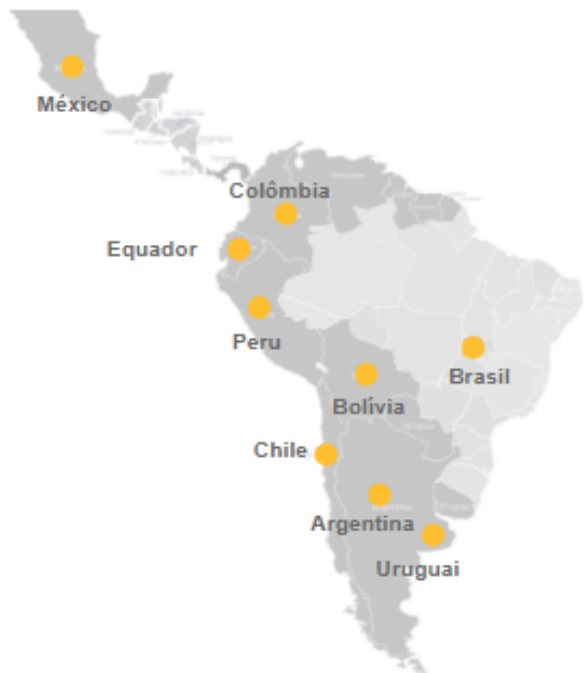 México
Colômbia
Equador
Peru
Brasil
Bolívia
Chile
Argentina
Uruguai